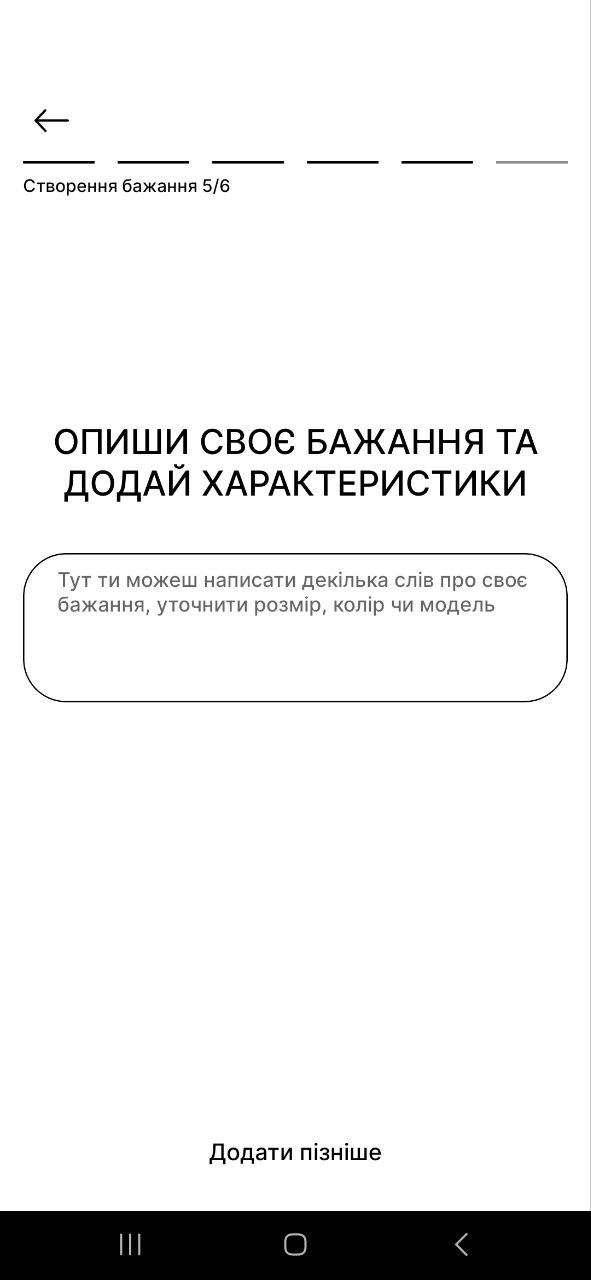 Створення бажання 5/6
ОПИШИ СВОЄ БАЖАННЯ ТА
ДОДАЙ ХАРАКТЕРИСТИКИ
Тут ти можеш написати декілька слів про своє
бажання, уточнити розмір, колір чи модель
Додати пізніше